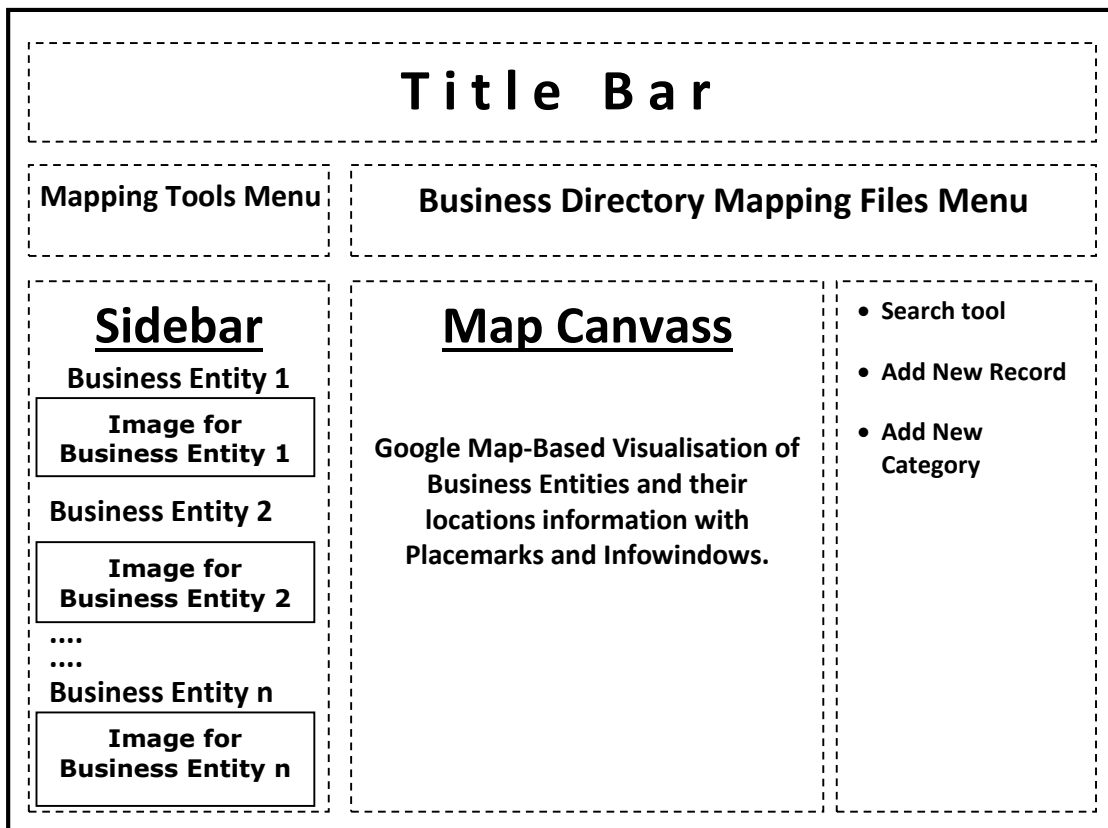 Title Bar
Mapping Tools Menu
Business Directory Mapping Files Menu
Sidebar
Business Entity 1
Image for
Business Entity 1
Business Entity 2
Image for
Business Entity 2
....
....
Business Entity n
Image for
Business Entity n
Map Canvass
Google Map-Based Visualisation of
Business Entities and their
locations information with
Placemarks and Infowindows.
• Search tool
• Add New Record
• Add New
Category